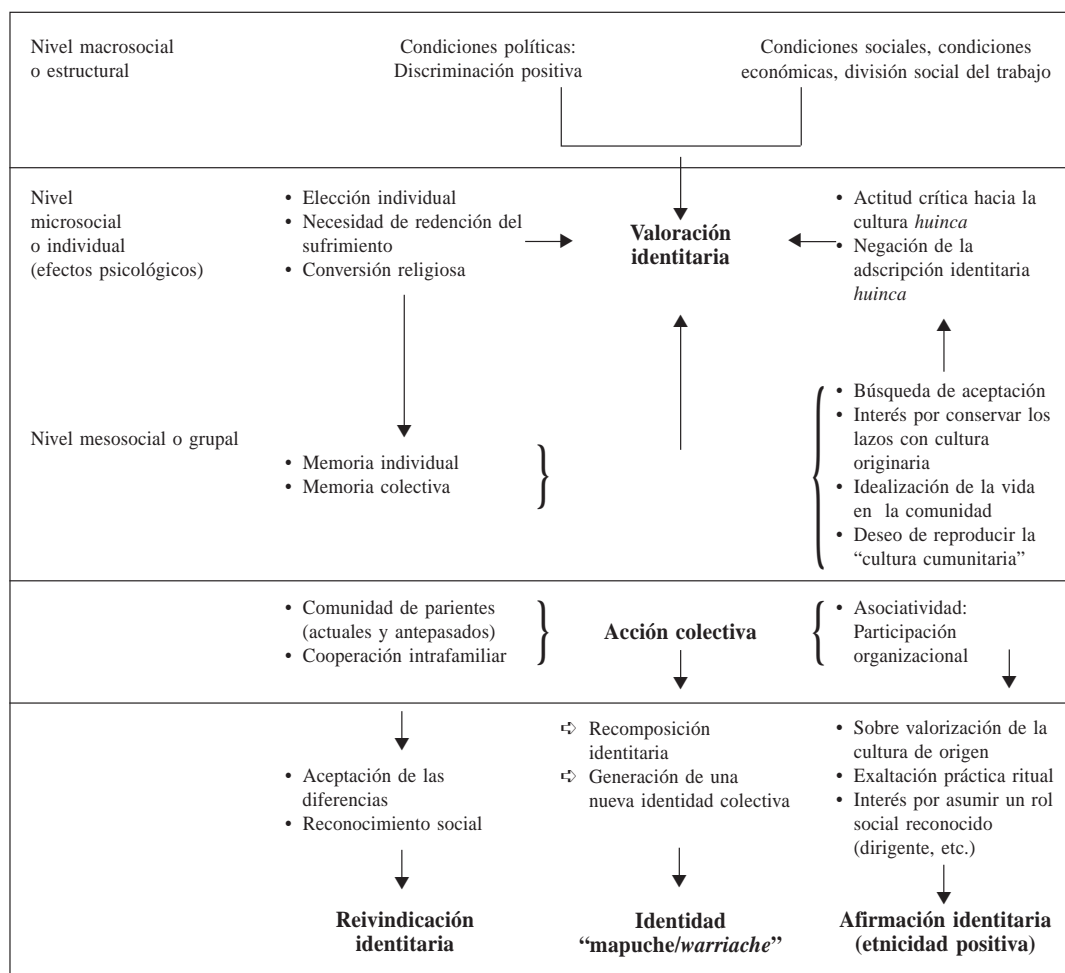 Nivel macrosocial
o estructural
Condiciones políticas:
Discriminación positiva
Condiciones sociales, condiciones
económicas, división social del trabajo
Nivel
microsocial
o individual
(efectos psicológicos)
• Elección individual
• Necesidad de redención del
sufrimiento
• Conversión religiosa
Valoración
identitaria
• Actitud crítica hacia la
cultura huinca
• Negación de la
adscripción identitaria
huinca
Nivel mesosocial o grupal
• Memoria individual
• Memoria colectiva
• Búsqueda de aceptación
• Interés por conservar los
lazos con cultura
originaria
• Idealización de la vida
en la comunidad
• Deseo de reproducir la
“cultura cumunitaria”
• Comunidad de parientes
(actuales y antepasados)
• Cooperación intrafamiliar
Acción colectiva
• Asociatividad:
Participación
organizacional
• Aceptación de las
diferencias
• Reconocimiento social
➪ Recomposición
identitaria
➪ Generación de una
nueva identidad colectiva
• Sobre valorización de la
cultura de origen
• Exaltación práctica ritual
• Interés por asumir un rol
social reconocido
(dirigente, etc.)
Reivindicación
identitaria
Identidad
“mapuche/warriache”
Afirmación identitaria
(etnicidad positiva)